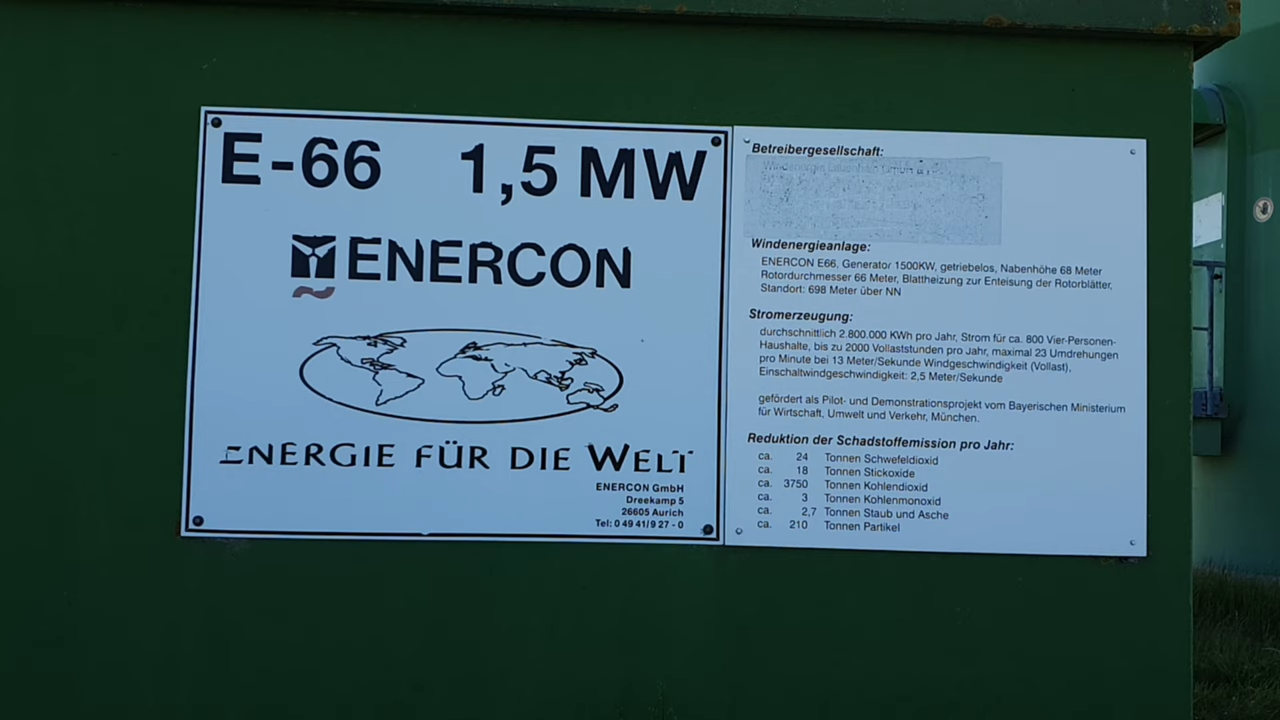 E-66 1,5 MW
ENERCON
ENERGIE FÜR DIE WELT
ENERCON GmbH
Dreekamp 5
26605 Aurich
Tel: 0 49 41/9 27 - 0
Betreibergesellschaft:
Windenergieanlage:
ENERCON E66, Generator 1500KW, getriebelos, Nabenhöhe 68 Meter
Rotordurchmesser 66 Meter, Blattheizung zur Enteisung der Rotorblätter,
Standort: 698 Meter über NN
Stromerzeugung:
durchschnittlich 2.800.000 KWh pro Jahr, Strom für ca. 800 Vier-Personen-
Haushalte, bis zu 2000 Vollaststunden pro Jahr, maximal 23 Umdrehungen
pro Minute bei 13 Meter/Sekunde Windgeschwindigkeit (Vollast),
Einschaltwindgeschwindigkeit: 2,5 Meter/Sekunde
gefördert als Pilot- und Demonstrationsprojekt vom Bayerischen Ministerium
für Wirtschaft, Umwelt und Verkehr, München.
Reduktion der Schadstoffemission pro Jahr:
ca. 24 Tonnen Schwefeldioxid
ca. 18 Tonnen Stickoxide
ca. 3750 Tonnen Kohlendioxid
ca. 3 Tonnen Kohlenmonoxid
ca. 2,7 Tonnen Staub und Asche
ca. 210 Tonnen Partikel